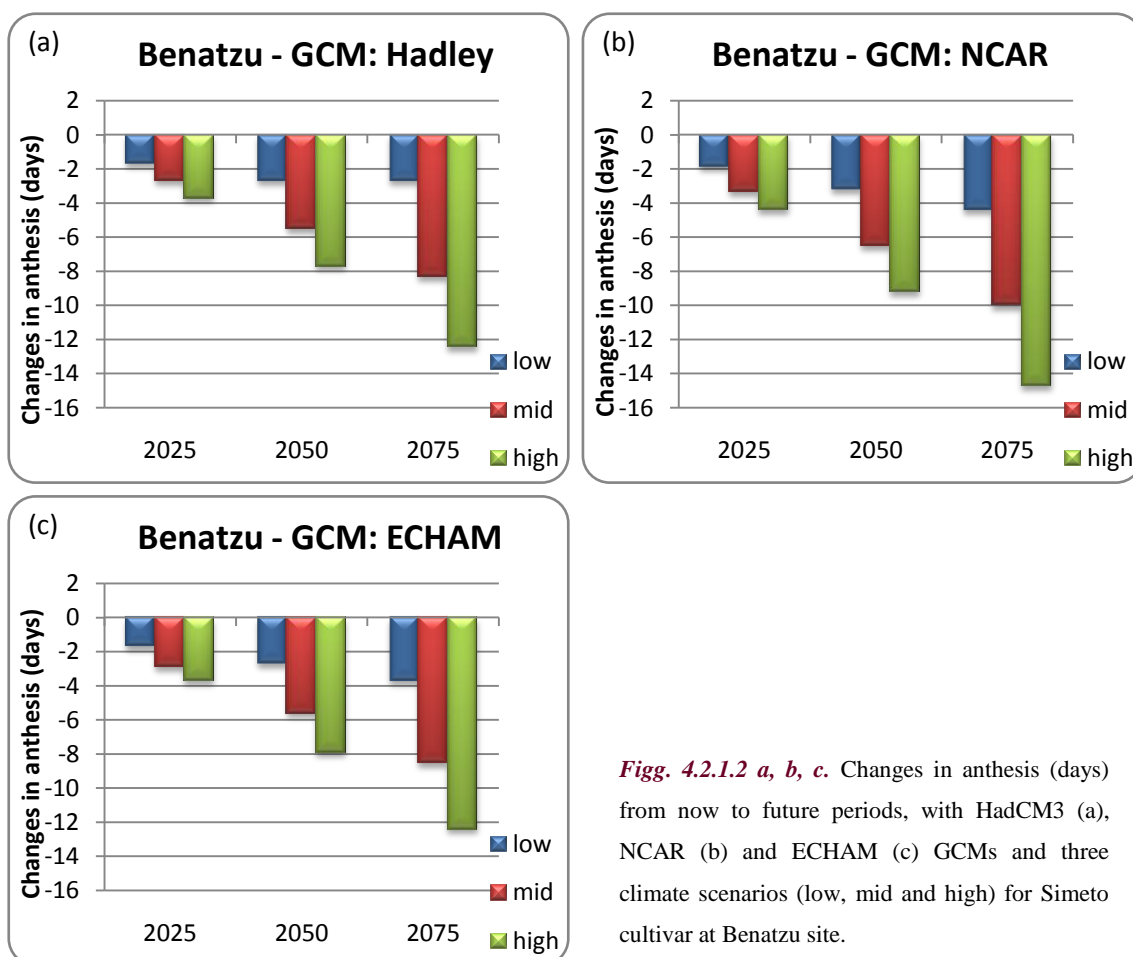 (a)
Benatzu - GCM: Hadley
Changes in anthesis (days)
2
0
-2
-4
-6
-8
-10
-12
-14
-16
2025 2050 2075
low
mid
high
(b)
Benatzu - GCM: NCAR
Changes in anthesis (days)
2
0
-2
-4
-6
-8
-10
-12
-14
-16
2025 2050 2075
low
mid
high
(c)
Benatzu - GCM: ECHAM
Changes in anthesis (days)
2
0
-2
-4
-6
-8
-10
-12
-14
-16
2025 2050 2075
low
mid
high
Figg. 4.2.1.2 a, b, c. Changes in anthesis (days)
from now to future periods, with HadCM3 (a),
NCAR (b) and ECHAM (c) GCMs and three
climate scenarios (low, mid and high) for Simeto
cultivar at Benatzu site.